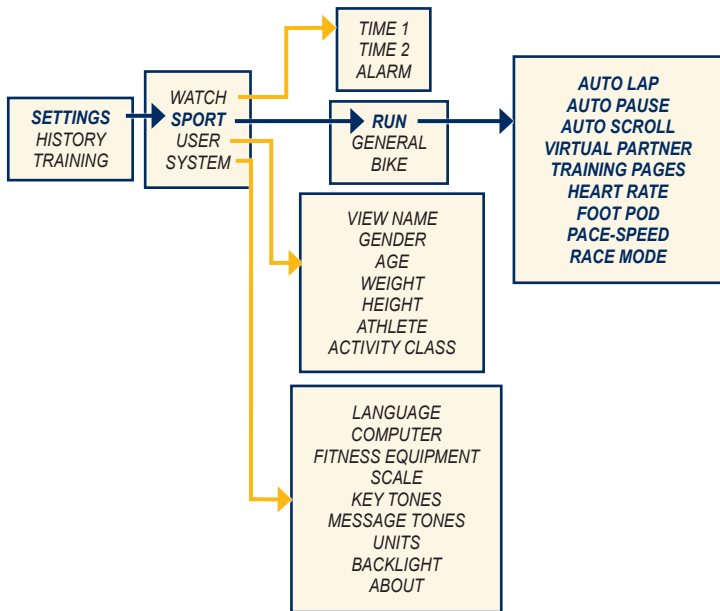 SETTINGS
HISTORY
TRAINING
WATCH
SPORT
USER
SYSTEM
TIME 1
TIME 2
ALARM
RUN
GENERAL
BIKE
AUTO LAP
AUTO PAUSE
AUTO SCROLL
VIRTUAL PARTNER
TRAINING PAGES
HEART RATE
FOOT POD
PACE-SPEED
RACE MODE
VIEW NAME
GENDER
AGE
WEIGHT
HEIGHT
ATHLETE
ACTIVITY CLASS
LANGUAGE
COMPUTER
FITNESS EQUIPMENT
SCALE
KEY TONES
MESSAGE TONES
UNITS
BACKLIGHT
ABOUT